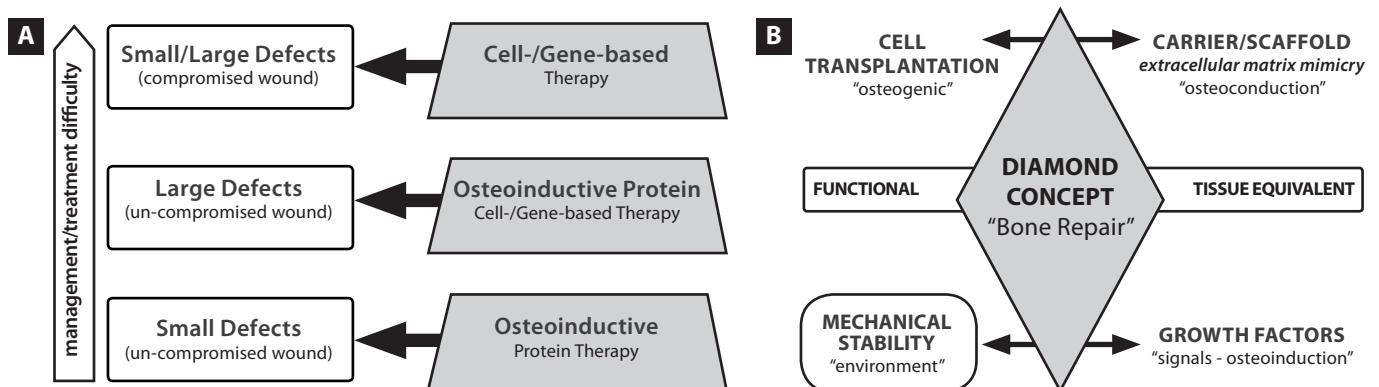 A
management/treatment difficulty
Small/Large Defects
(compromised wound)
Cell-/Gene-based
Therapy
Large Defects
(un-compromised wound)
Osteoinductive Protein
Cell-/Gene-based Therapy
Small Defects
(un-compromised wound)
Osteoinductive
Protein Therapy
B
CELL
TRANSPLANTATION
“osteogenic”
CARRIER/SCAFFOLD
extracellular matrix mimicry
“osteoconduction”
FUNCTIONAL
DIAMOND
CONCEPT
“Bone Repair”
TISSUE EQUIVALENT
MECHANICAL
STABILITY
“environment”
GROWTH FACTORS
“signals - osteoinduction”